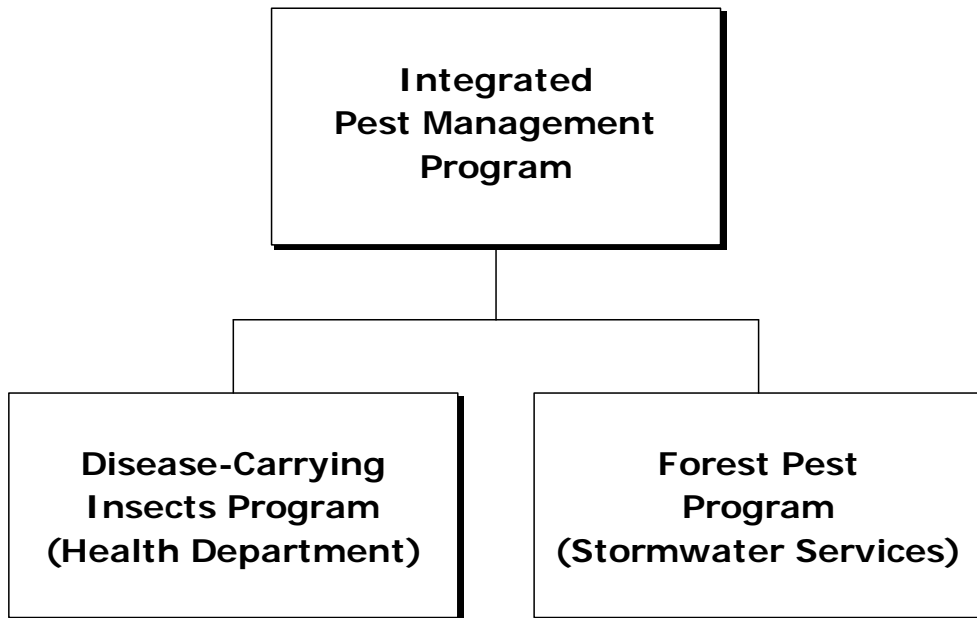 Integrated
Pest Management
Program
Disease-Carrying
Insects Program
(Health Department)
Forest Pest
Program
(Stormwater Services)